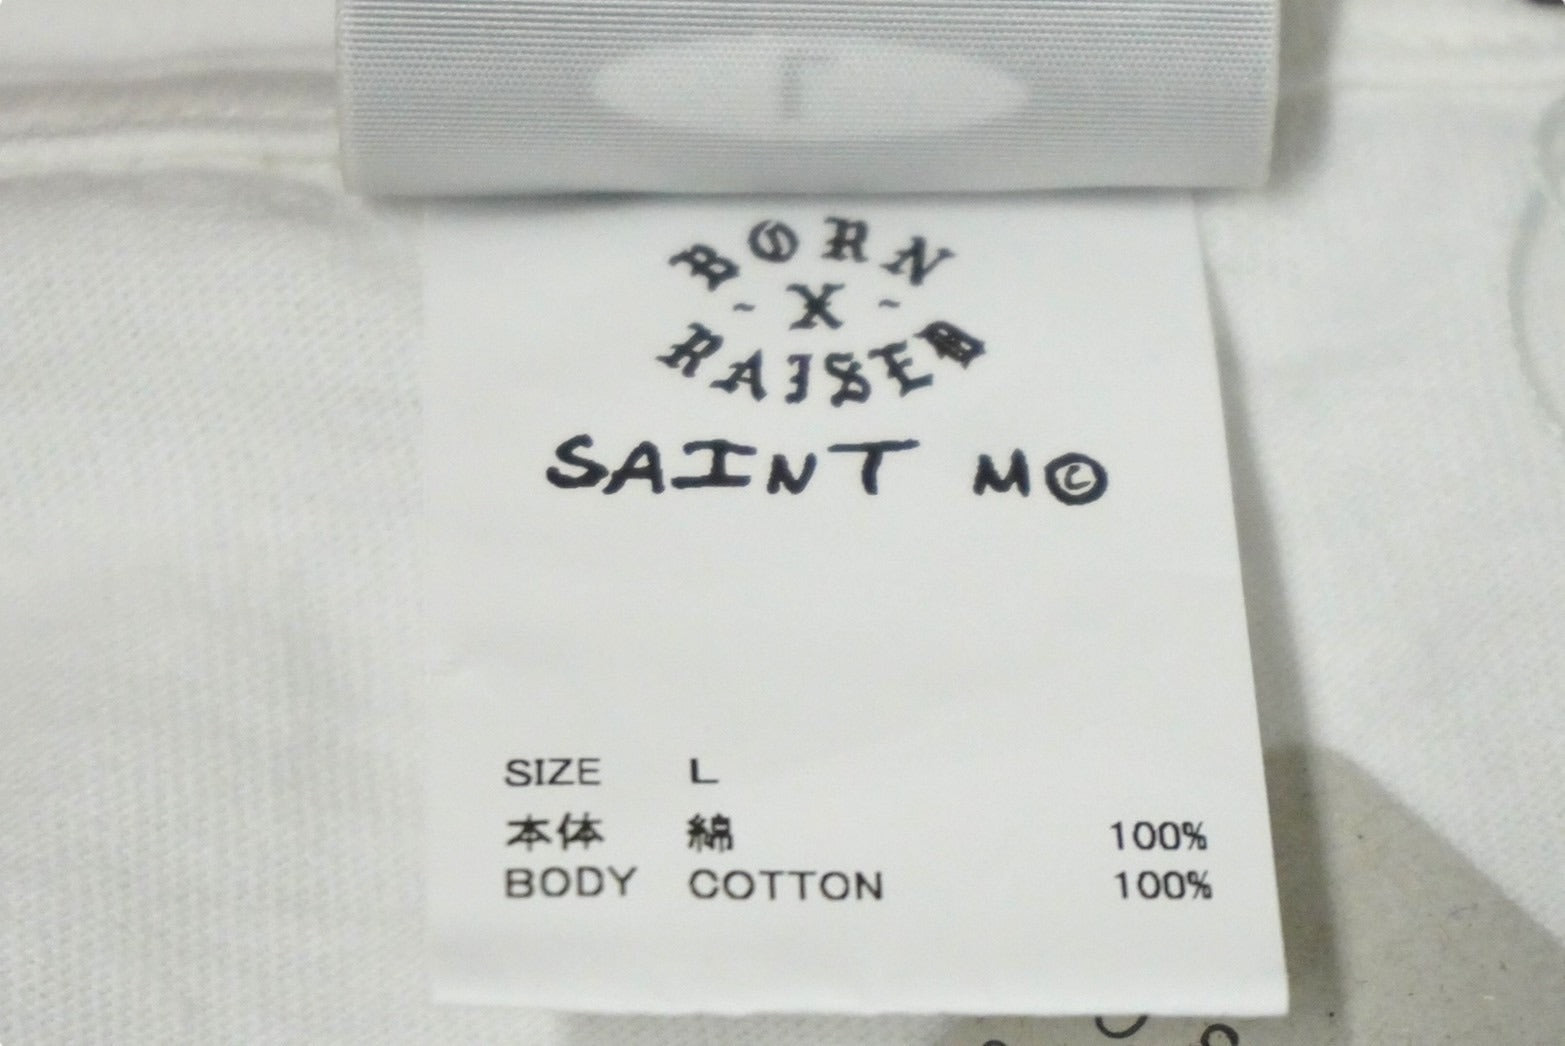 BORN
~ X ~
RAISED
SAINT M©
SIZE L
本体 綿 100%
BODY COTTON 100%